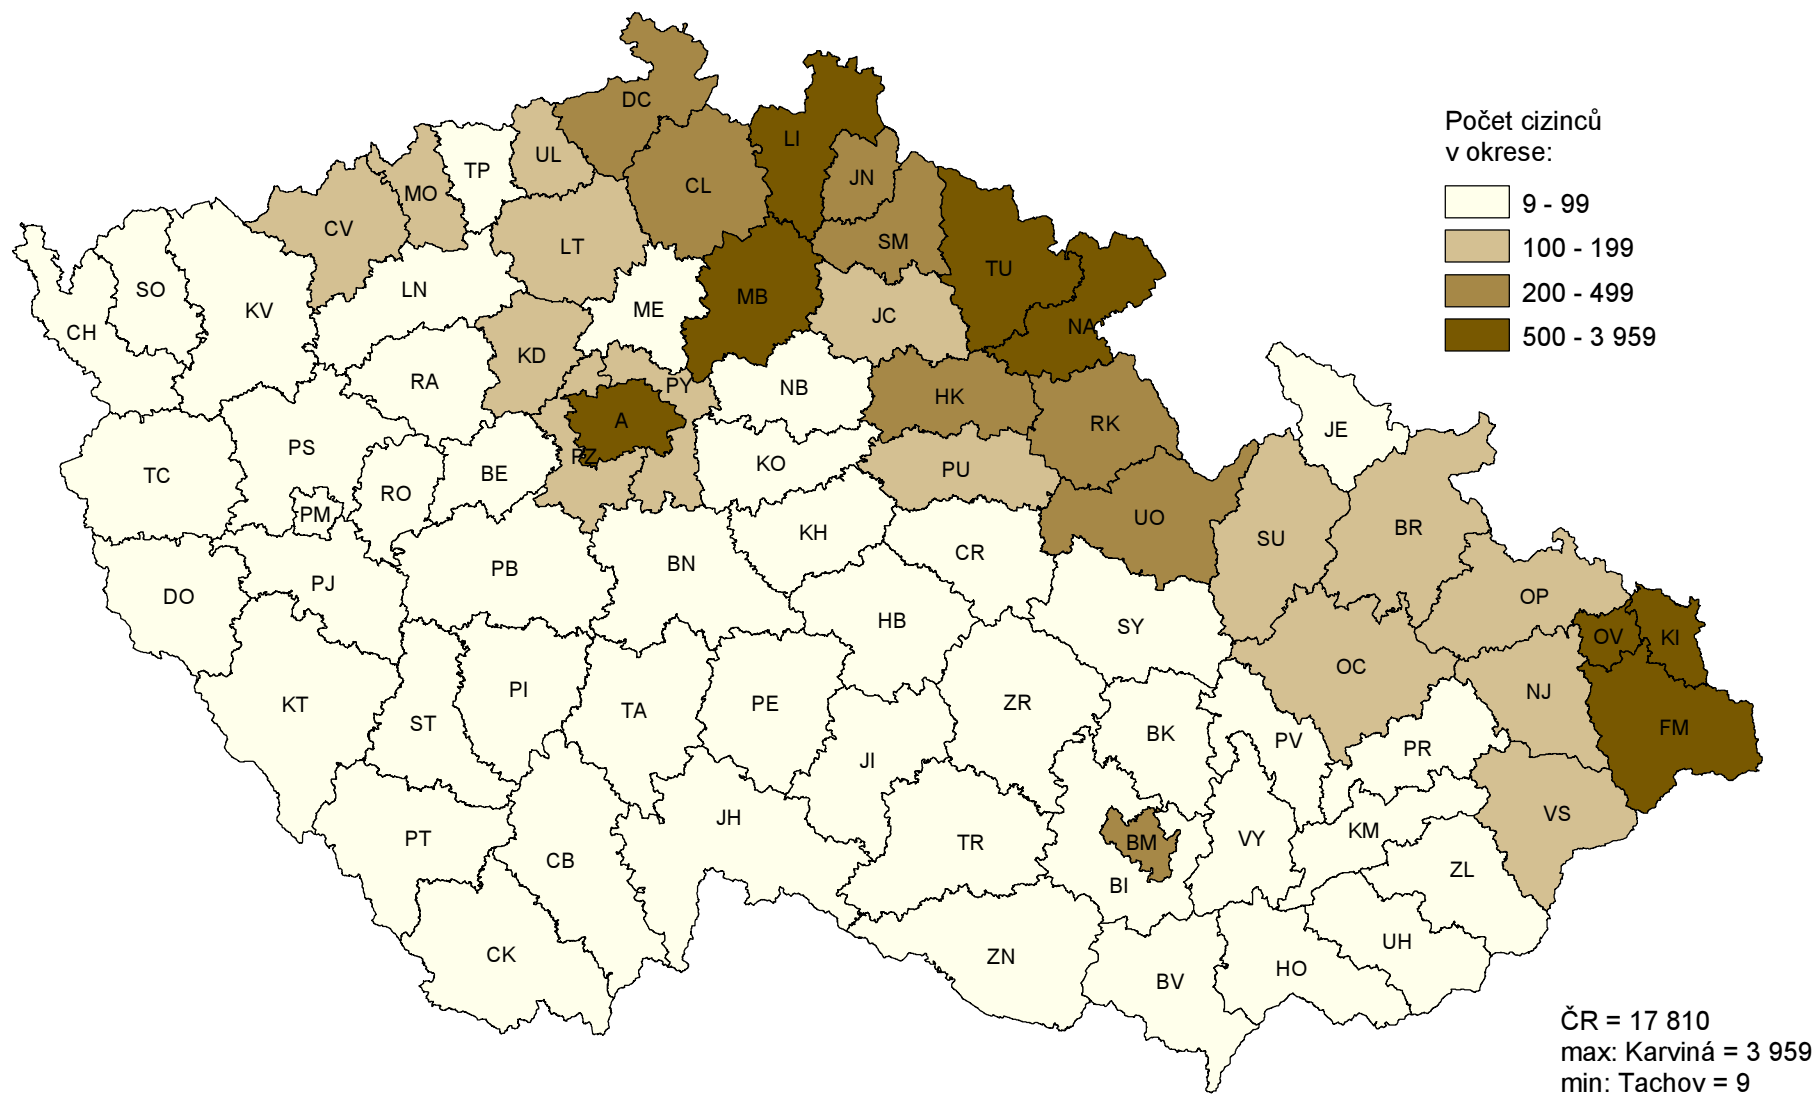 DC
LI
UL
TP
JN
CL
MO
CV
SM
LT
TU
SO
LN
MB
KV
ME
JC
NA
CH
KD
RA
PY
NB
HK
A
RK
JE
PS
PZ
KO
PU
TC
BE
RO
PM
UO
BR
KH
SU
CR
PB
BN
PJ
DO
OP
HB
SY
OV
KI
OC
PI
NJ
KT
ZR
PE
TA
ST
FM
BK
PV
PR
JI
VS
JH
KM
PT
TR
BM
VY
CB
ZL
BI
UH
CK
ZN
HO
BV
Počet cizinců
v okrese:
9 - 99
100 - 199
200 - 499
500 - 3 959
ČR = 17 810
max: Karviná = 3 959
min: Tachov = 9